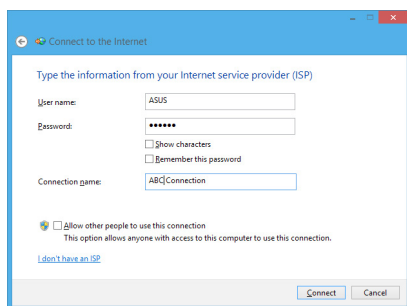 Connect to the Internet
Type the information from your Internet service provider (ISP)
User name: ASUS
Password: ••••••
Show characters
Remember this password
Connection name: ABC Connection
Allow other people to use this connection
This option allows anyone with access to this computer to use this connection.
I don't have an ISP
Connect Cancel